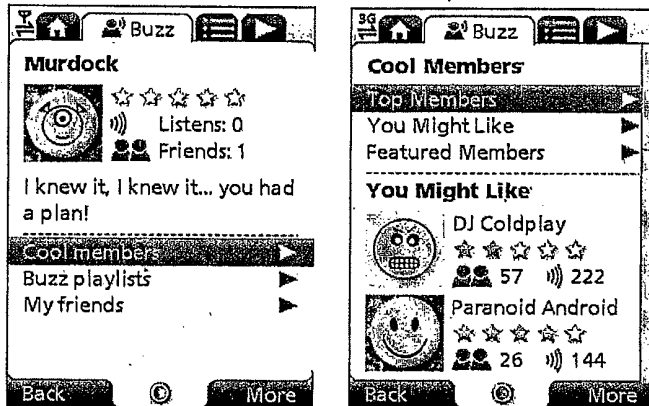 Buzz
Murdock
Listens: 0
Friends: 1
I knew it, I knew it... you had
a plan!
Cool members
Buzz playlists
My friends
Back
More
3G
Buzz
Cool Members
Top Members
You Might Like
Featured Members
You Might Like
DJ Coldplay
57 222
Paranoid Android
26 144
Back
More